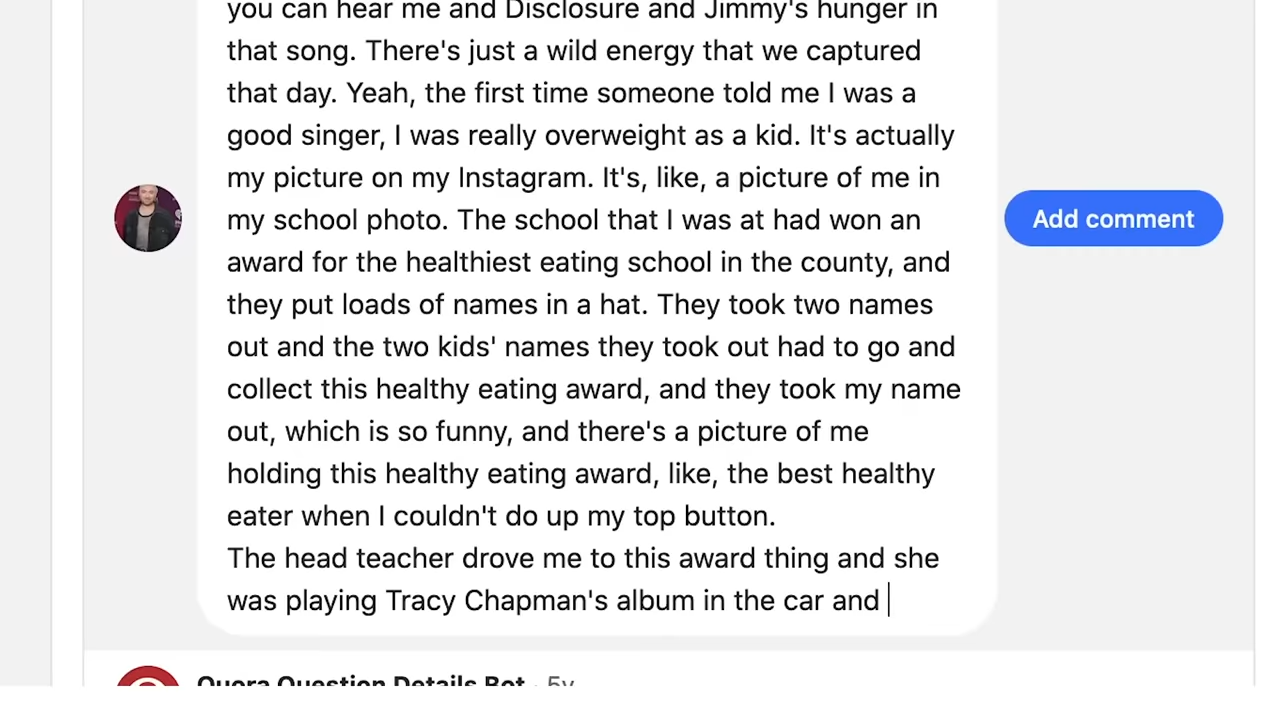 you can hear me and Disclosure and Jimmy's hunger in
that song. There's just a wild energy that we captured
that day. Yeah, the first time someone told me I was a
good singer, I was really overweight as a kid. It's actually
my picture on my Instagram. It's, like, a picture of me in
my school photo. The school that I was at had won an
award for the healthiest eating school in the county, and
they put loads of names in a hat. They took two names
out and the two kids' names they took out had to go and
collect this healthy eating award, and they took my name
out, which is so funny, and there's a picture of me
holding this healthy eating award, like, the best healthy
eater when I couldn't do up my top button.
The head teacher drove me to this award thing and she
was playing Tracy Chapman's album in the car and
Add comment
Quora Question Details Bot · 5y